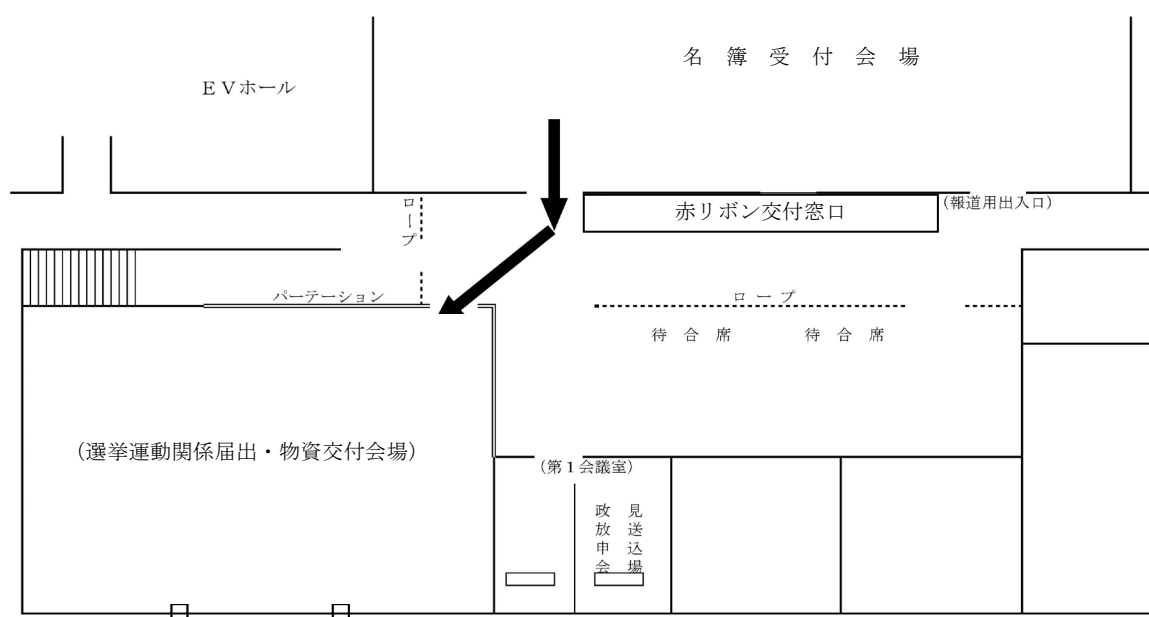 名簿受付会場
EVホール
ロープ
赤リボン交付窓口
(報道用出入口)
パーテーション
ロープ
待合席 待合席
(選挙運動関係届出・物資交付会場)
(第1会議室)
政見
放送
申込
会場